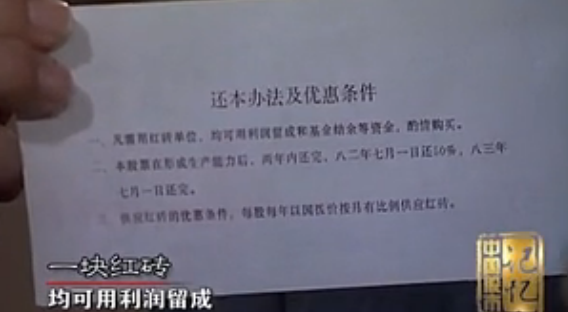 还本办法及优惠条件
一、凡需用红砖单位，均可用利润留成和基金结余等资金，酌情购买。
二、本股票在形成生产能力后，两年内还完，八二年七月一日还50%，八三年
七月一日还完。
三、供应红砖的优惠条件，每股每年以国拨价按月有比例供应红砖。
一块红砖
均可用利润留成
记忆